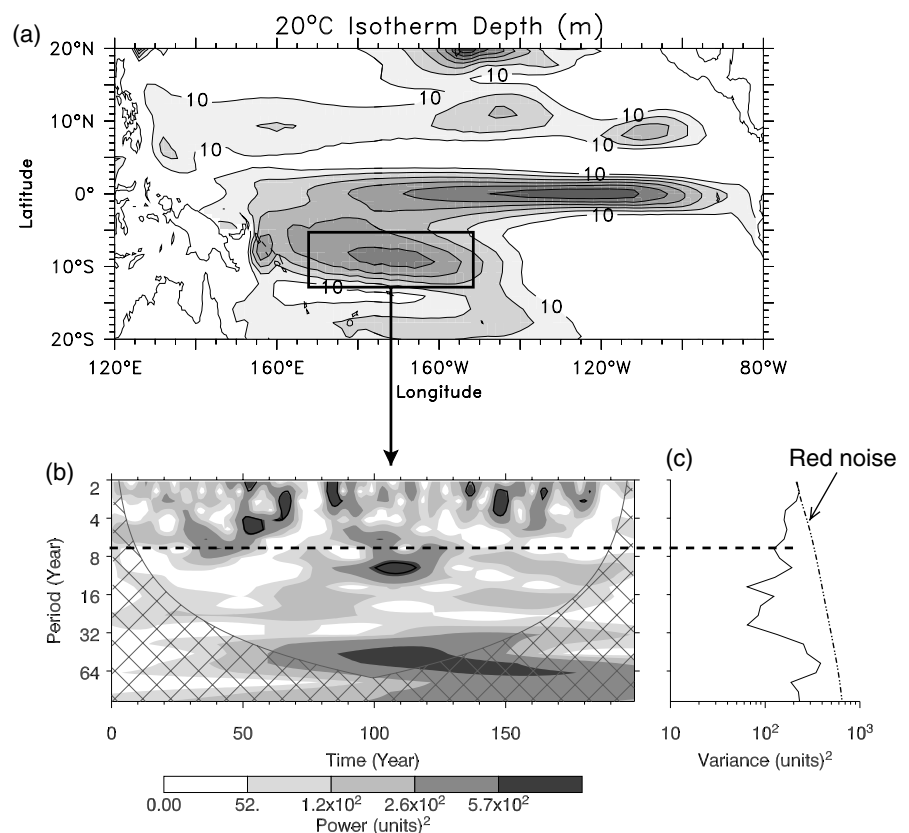 (a)
20°C Isotherm Depth (m)
20°N
10°N
0°
10°S
20°S
Latitude
10
10
10
10
10
10
10
10
10
10
10
120°E
160°E
160°W
120°W
80°W
Longitude
(b)
(c)
Red noise
2
4
8
16
32
64
Period (Year)
0
50
100
150
Time (Year)
10
10²
10³
Variance (units)²
0.00
52.
1.2x10²
2.6x10²
5.7x10²
Power (units)²